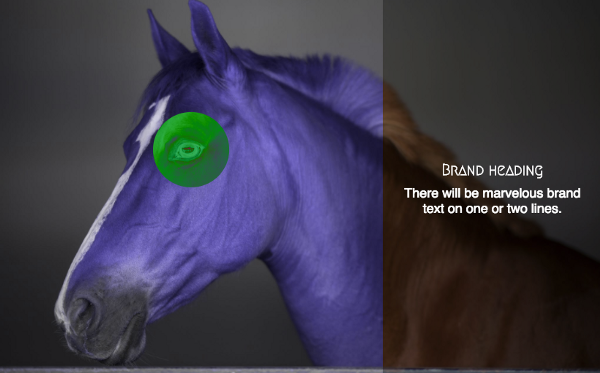 Brand heading
There will be marvelous brand
text on one or two lines.